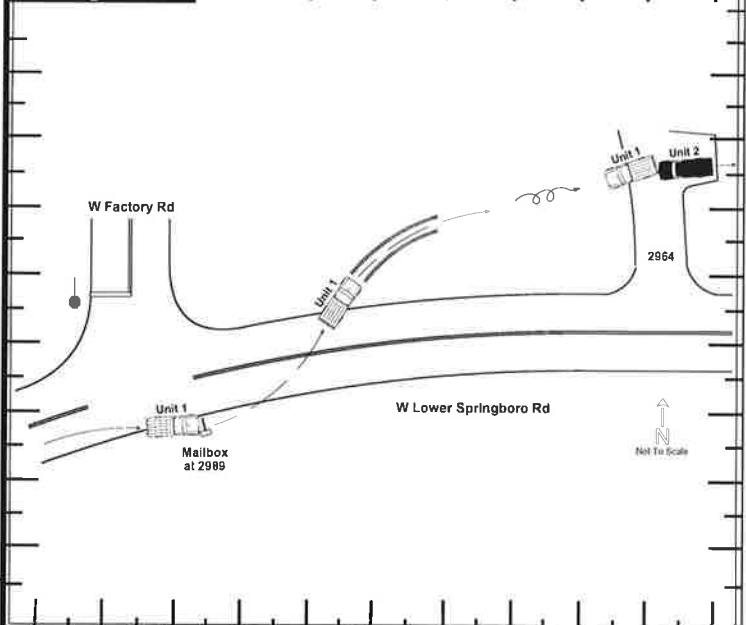 Unit 1
Unit 2
W Factory Rd
2964
Unit 1
W Lower Springboro Rd
Unit 1
N
Not To Scale
Mailbox
at 2989